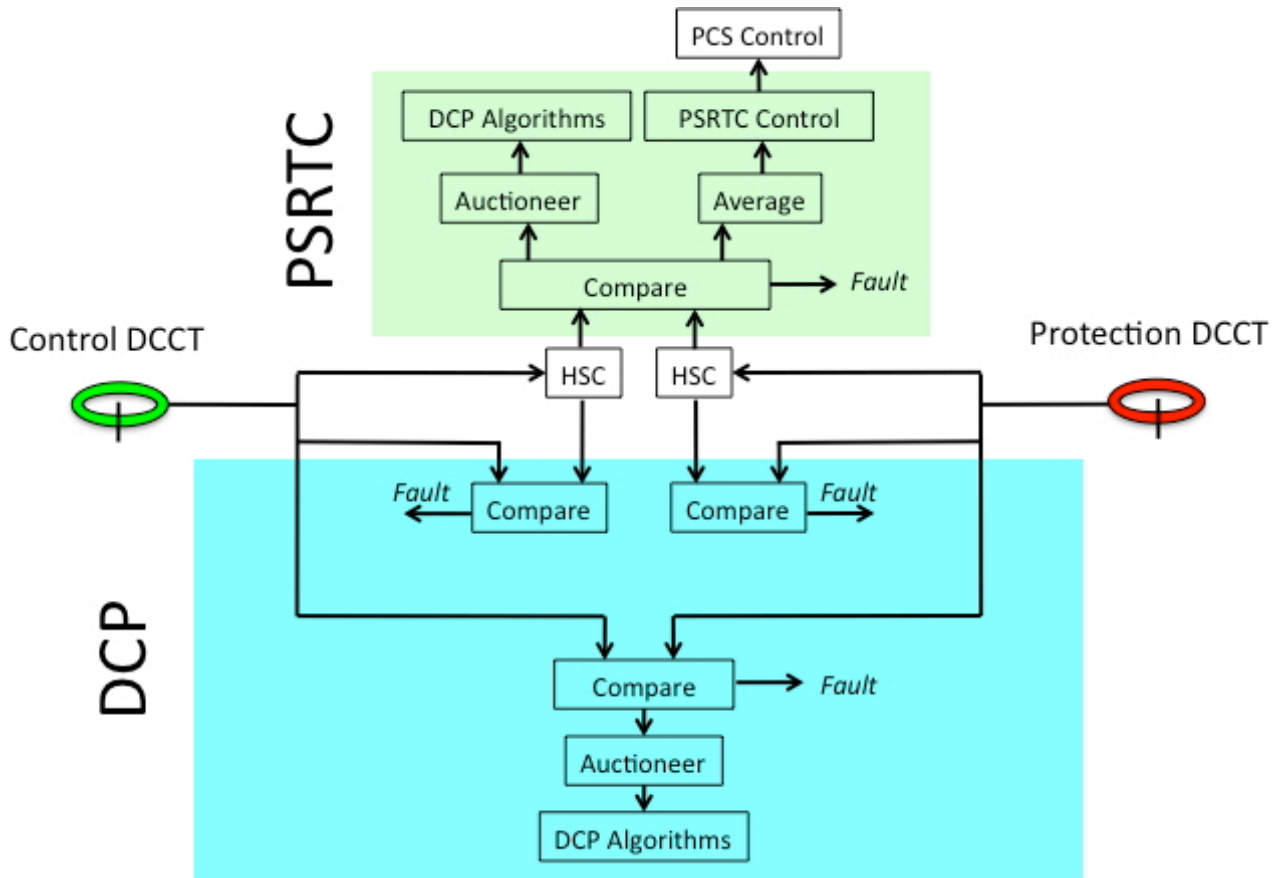 PCS Control
PSRTC
DCP Algorithms
PSRTC Control
Auctioneer
Average
Compare
Fault
Control DCCT
Protection DCCT
HSC
HSC
Fault
Compare
Compare
Fault
DCP
Compare
Fault
Auctioneer
DCP Algorithms